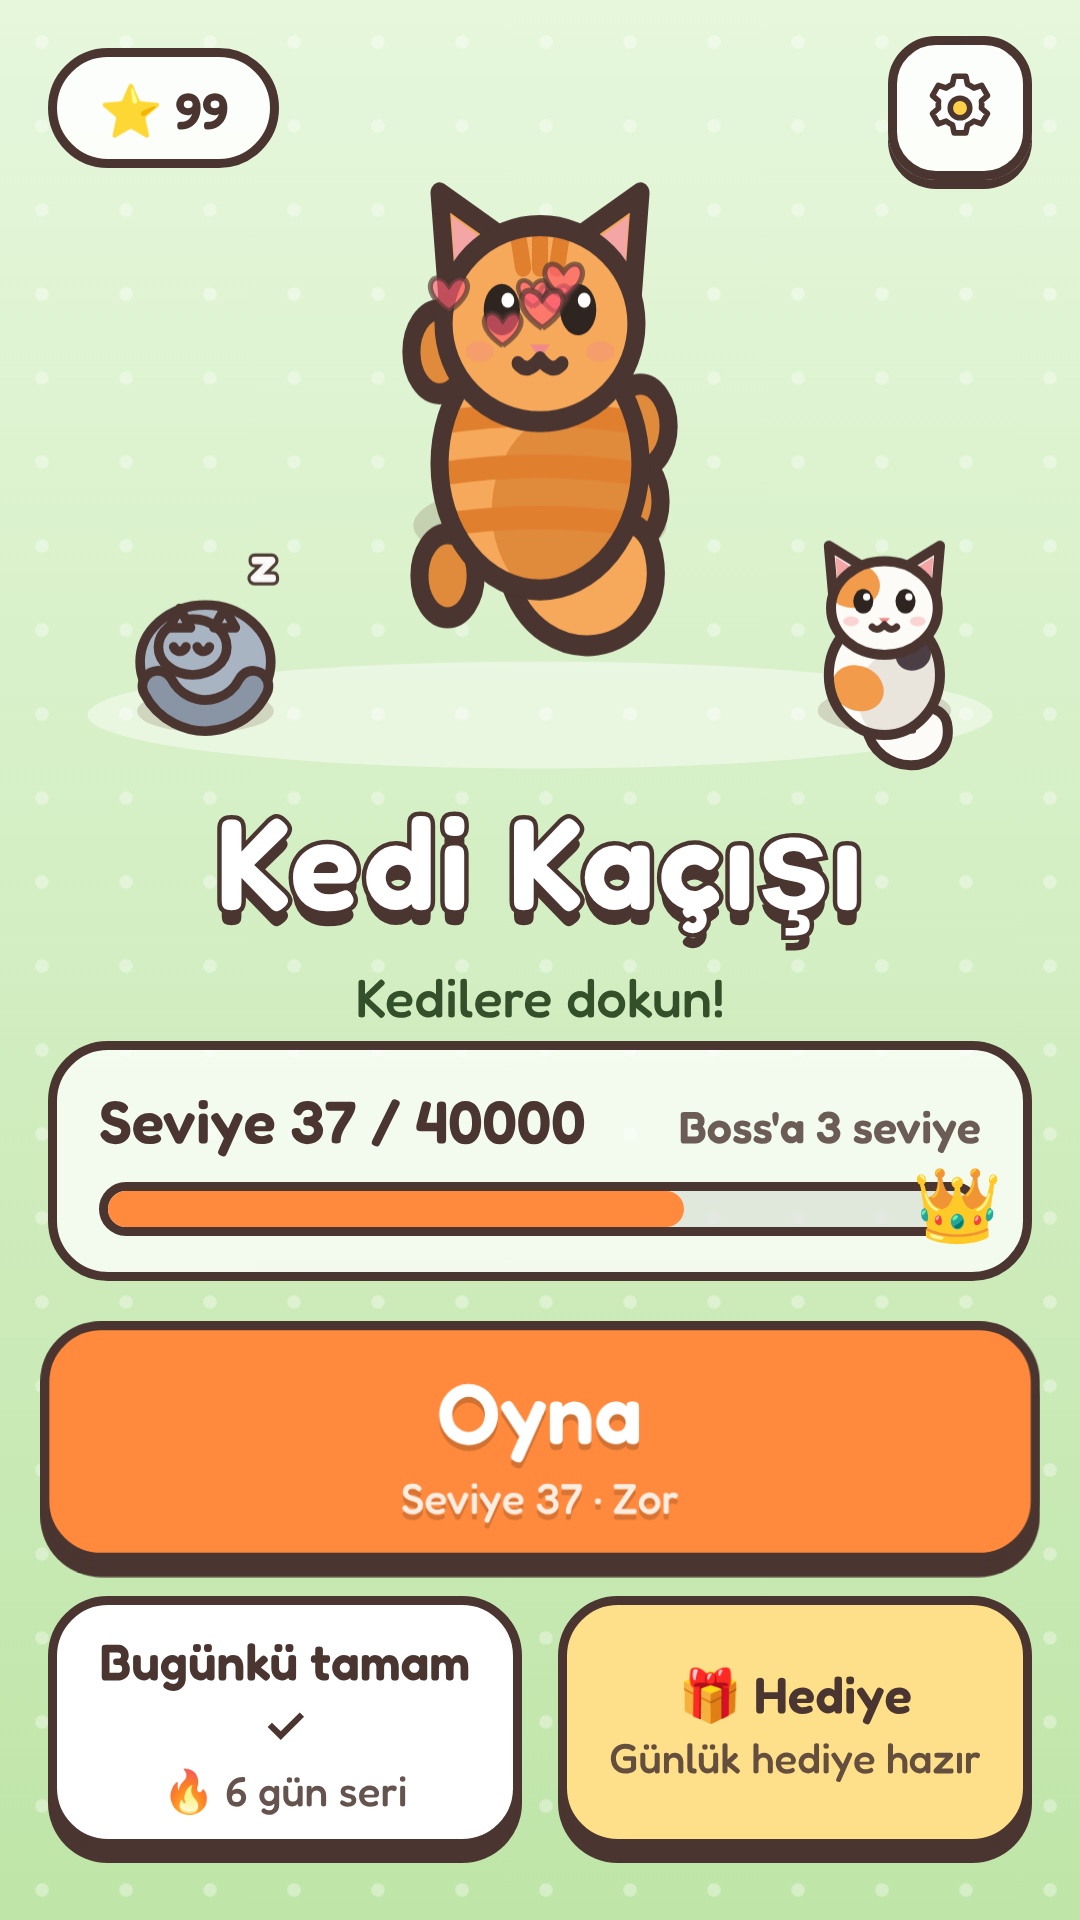 99
z
Kedi Kaçışı
Kedilere dokun!
Seviye 37 / 40000
Boss'a 3 seviye
Oyna
Seviye 37 · Zor
Bugünkü tamam
✓
6 gün seri
Hediye
Günlük hediye hazır